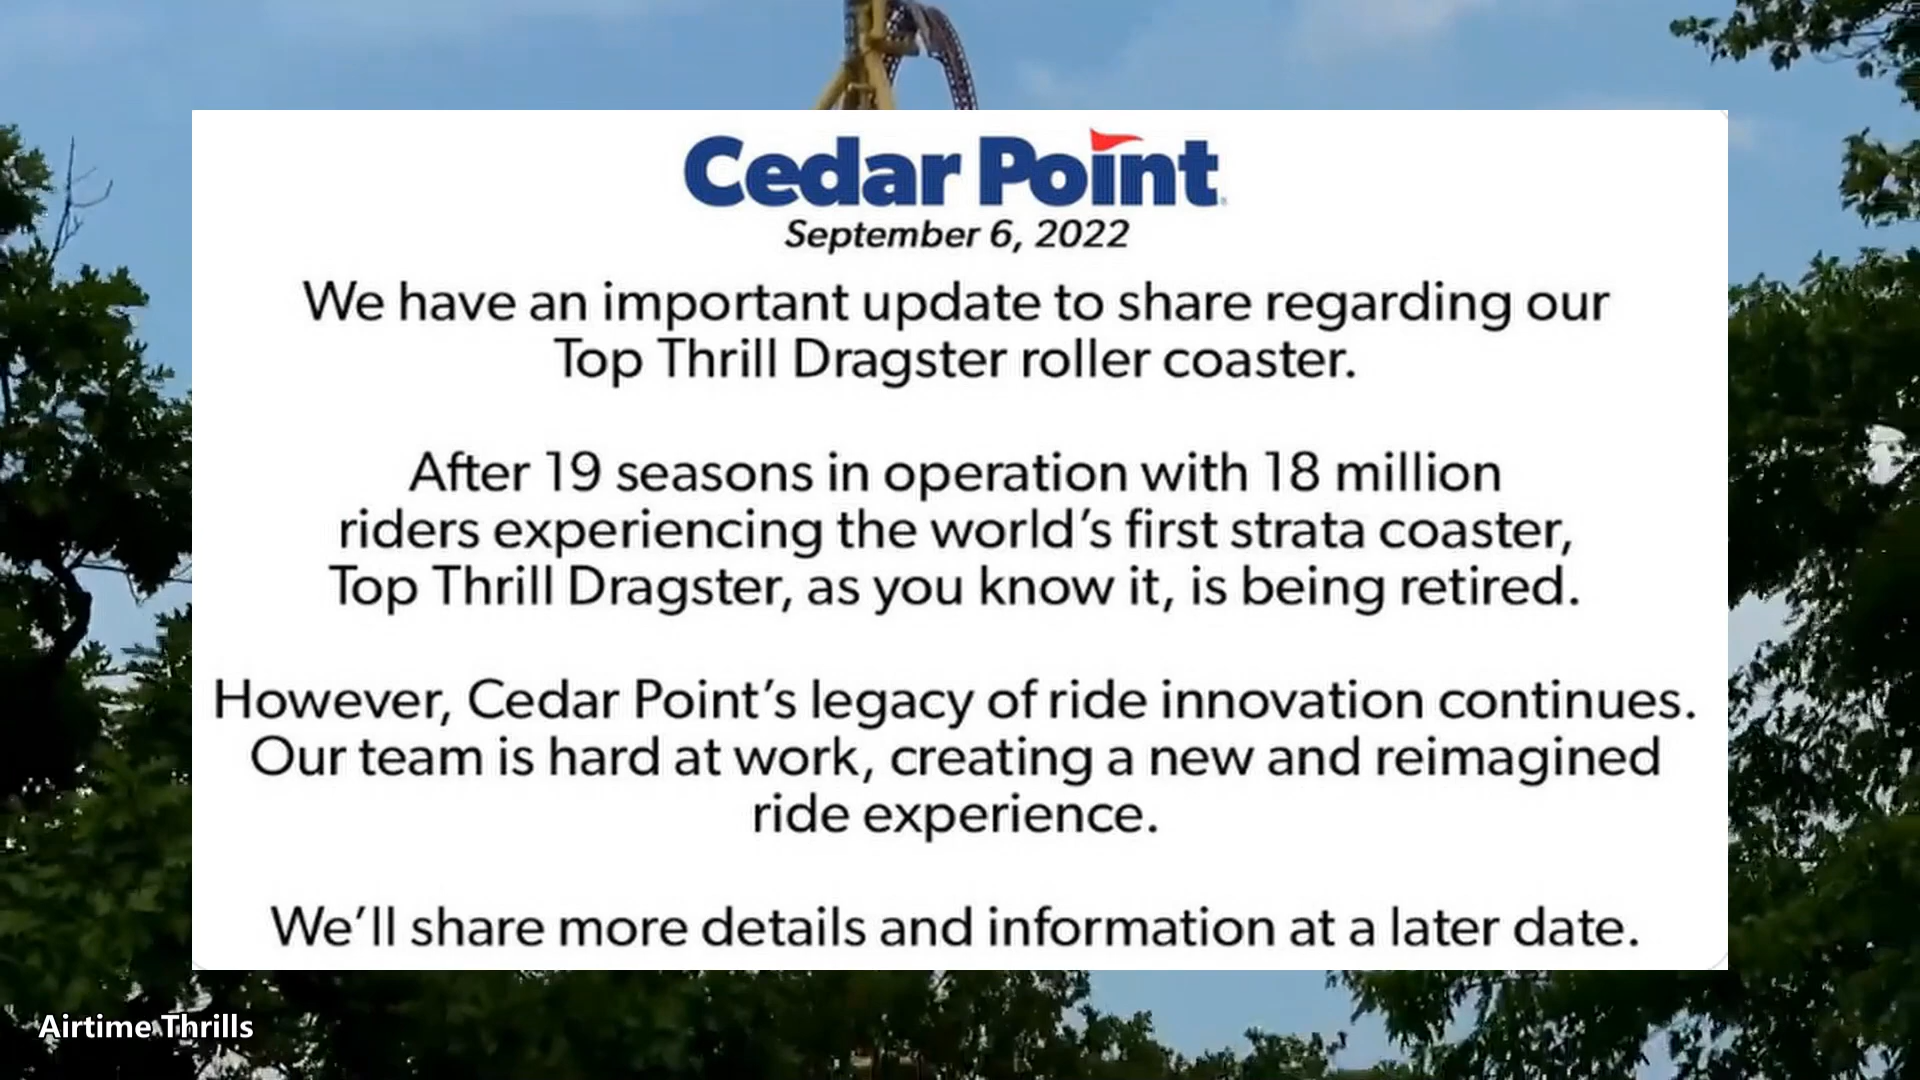 Cedar Point
September 6, 2022
We have an important update to share regarding our
Top Thrill Dragster roller coaster.
After 19 seasons in operation with 18 million
riders experiencing the world's first strata coaster,
Top Thrill Dragster, as you know it, is being retired.
However, Cedar Point's legacy of ride innovation continues.
Our team is hard at work, creating a new and reimagined
ride experience.
We'll share more details and information at a later date.
Airtime Thrills